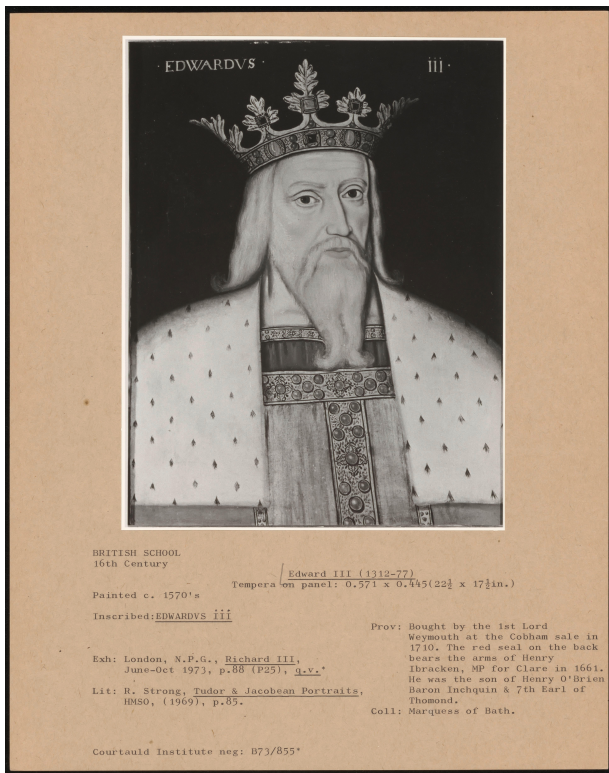 · EDWARDVS ·
iii ·
BRITISH SCHOOL
16th Century
Edward III (1312-77)
Tempera on panel: 0.571 x 0.445(22½ x 17½in.)
Painted c. 1570's
Inscribed:EDWARDVS iii
Exh: London, N.P.G., Richard III,
June-Oct 1973, p.88 (P25), q.v.*
Lit: R. Strong, Tudor & Jacobean Portraits,
HMSO, (1969), p.85.
Prov: Bought by the 1st Lord
Weymouth at the Cobham sale in
1710. The red seal on the back
bears the arms of Henry
Ibracken, MP for Clare in 1661.
He was the son of Henry O'Brien
Baron Inchquin & 7th Earl of
Thomond.
Coll: Marquess of Bath.
Courtauld Institute neg: B73/855*